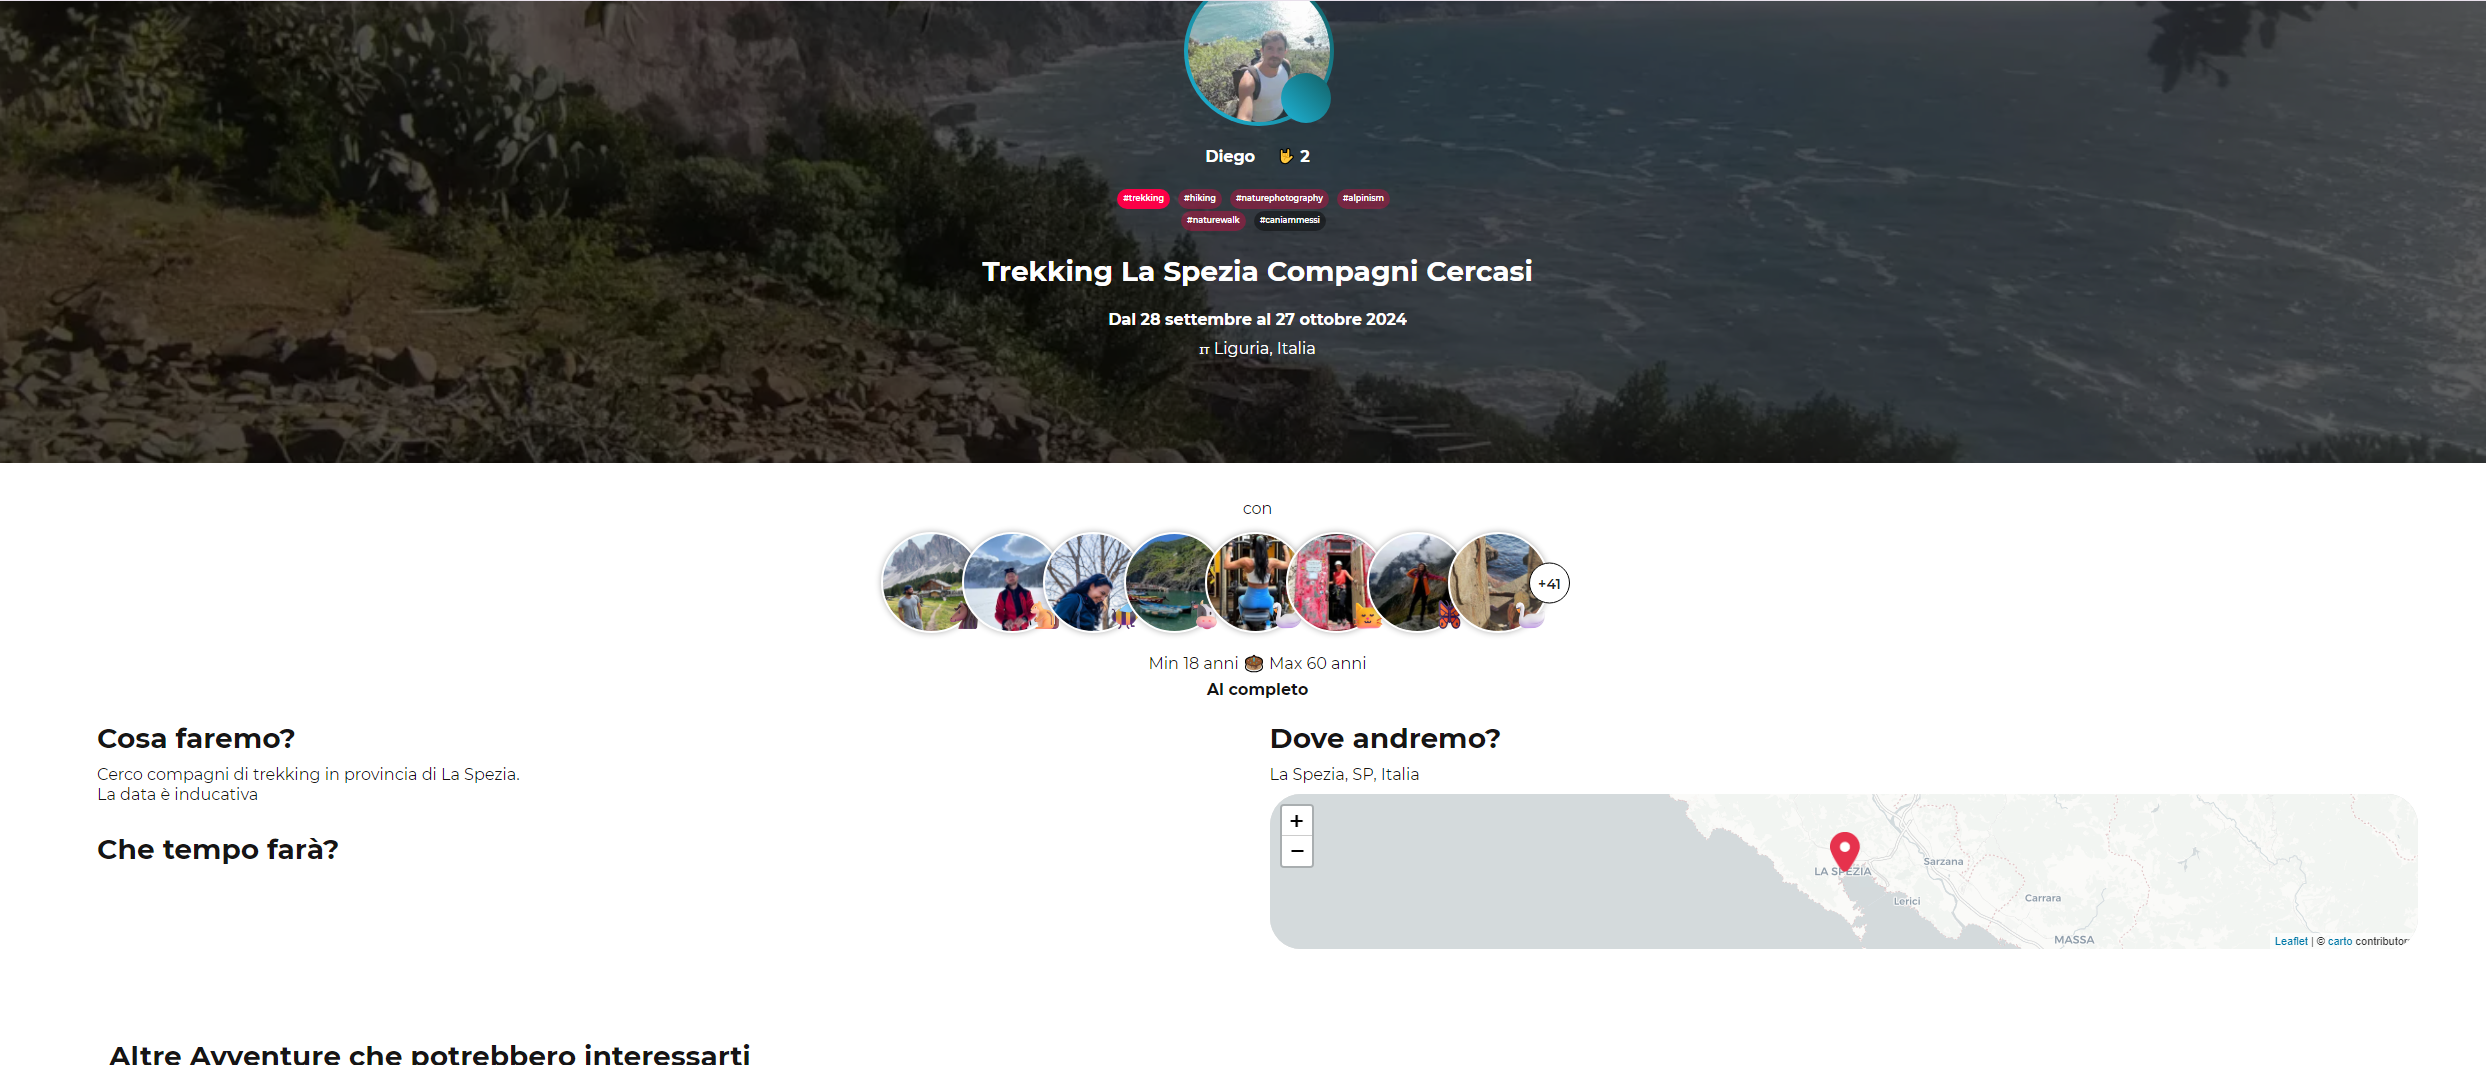 Diego 🤘 2
#trekking #hiking #naturephotography #alpinism
#naturewalk #caniammessi
Trekking La Spezia Compagni Cercasi
Dal 28 settembre al 27 ottobre 2024
IT Liguria, Italia
con
+41
Min 18 anni Max 60 anni
Al completo
Cosa faremo?
Cerco compagni di trekking in provincia di La Spezia.
La data è inducativa
Che tempo farà?
Dove andremo?
La Spezia, SP, Italia
+
−
LA SPEZIA
Sarzana
Lerici
Carrara
MASSA
Leaflet | © carto contributor
Altre Avventure che potrebbero interessarti